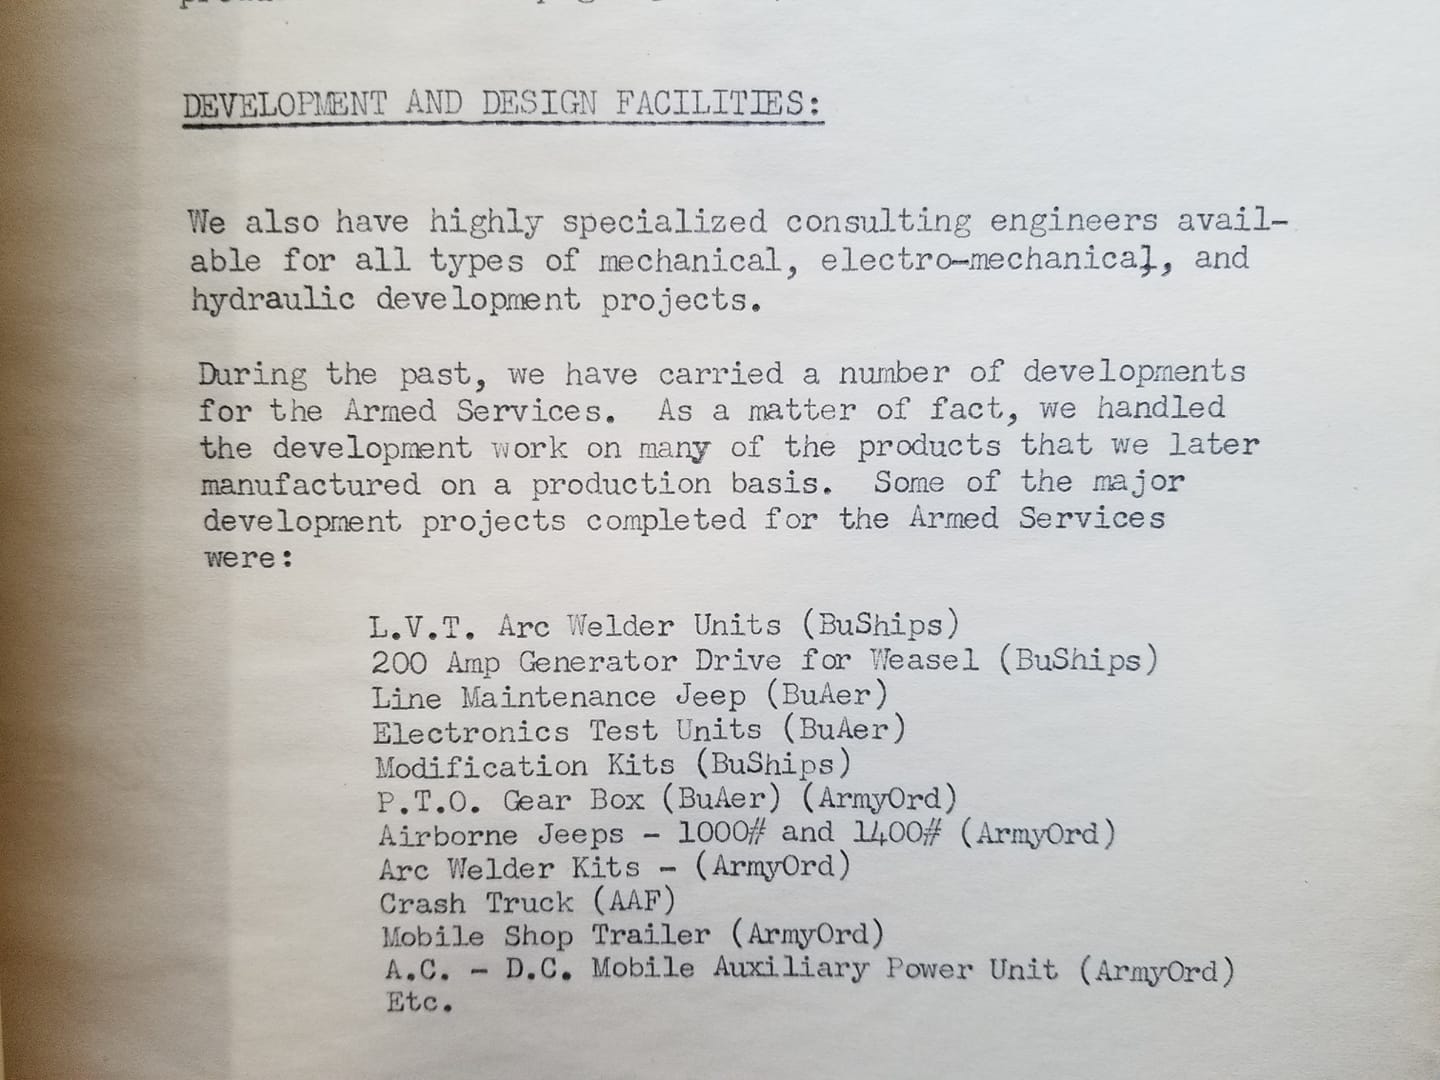 DEVELOPMENT AND DESIGN FACILITIES:
We also have highly specialized consulting engineers avail-
able for all types of mechanical, electro-mechanical, and
hydraulic development projects.
During the past, we have carried a number of developments
for the Armed Services. As a matter of fact, we handled
the development work on many of the products that we later
manufactured on a production basis. Some of the major
development projects completed for the Armed Services
were:
L.V.T. Arc Welder Units (BuShips)
200 Amp Generator Drive for Weasel (BuShips)
Line Maintenance Jeep (BuAer)
Electronics Test Units (BuAer)
Modification Kits (BuShips)
P.T.O. Gear Box (BuAer) (ArmyOrd)
Airborne Jeeps - 1000# and 1400# (ArmyOrd)
Arc Welder Kits - (ArmyOrd)
Crash Truck (AAF)
Mobile Shop Trailer (ArmyOrd)
A.C. - D.C. Mobile Auxiliary Power Unit (ArmyOrd)
Etc.